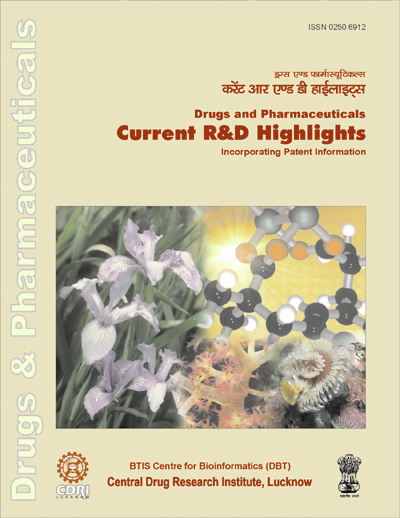 ISSN 0250 6912
ड्रग्स एण्ड फार्मास्यूटिकल्स
करेंट आर एण्ड डी हाईलाइट्स
Drugs and Pharmaceuticals
Current R&D Highlights
Incorporating Patent Information
Drugs & Pharmaceuticals
BTIS Centre for Bioinformatics (DBT)
Central Drug Research Institute, Lucknow
CDRI
LUCKNOW